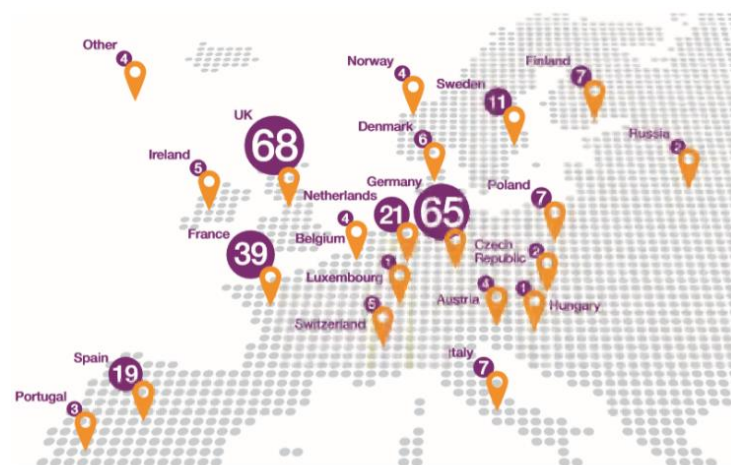 Other
4
Norway
4
Finland
7
Sweden
11
UK
68
Denmark
6
Russia
2
Ireland
5
Germany
65
Poland
7
Netherlands
21
Belgium
4
France
39
Czech
Republic
2
Luxembourg
1
Austria
4
Hungary
1
Switzerland
5
Spain
19
Italy
7
Portugal
3